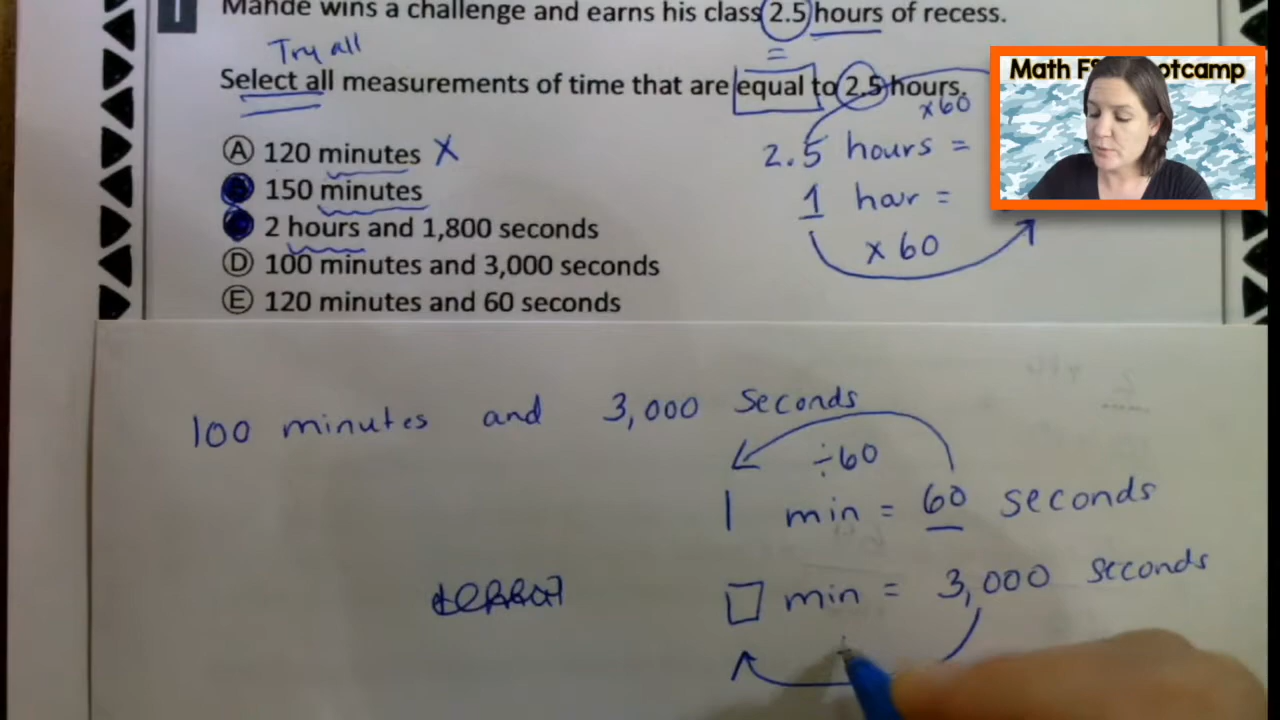 1
Mande wins a challenge and earns his class 2.5 hours of recess.
Try all
=
Select all measurements of time that are equal to 2.5 hours.
x60
Ⓐ 120 minutes X
150 minutes
2 hours and 1,800 seconds
Ⓓ 100 minutes and 3,000 seconds
Ⓔ 120 minutes and 60 seconds
2.5 hours =
1 hour =
x 60
Math FS otcamp
100 minutes and 3,000 Seconds
÷60
1 min = 60 seconds
□ min = 3,000 seconds